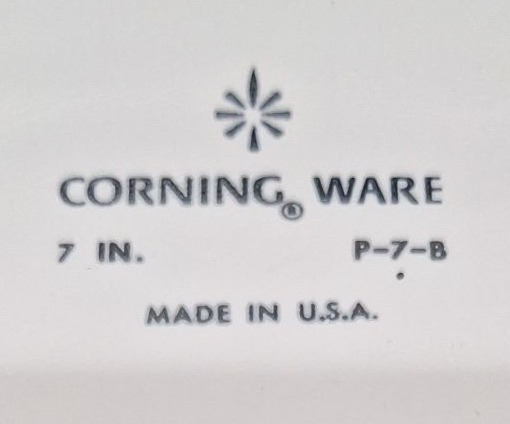 CORNING® WARE
7 IN. P-7-B
MADE IN U.S.A.